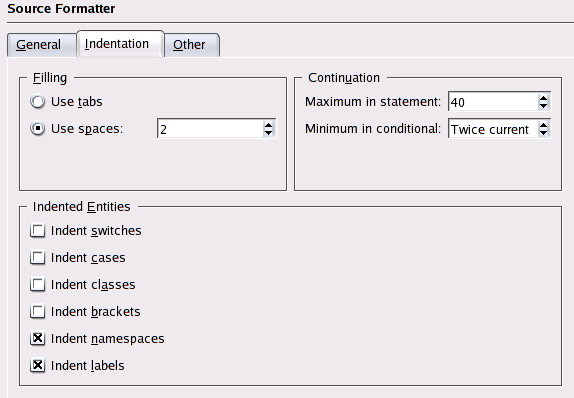 Source Formatter
General Indentation Other
Filling
Use tabs
Use spaces: 2
Continuation
Maximum in statement: 40
Minimum in conditional: Twice current
Indented Entities
Indent switches
Indent cases
Indent classes
Indent brackets
Indent namespaces
Indent labels